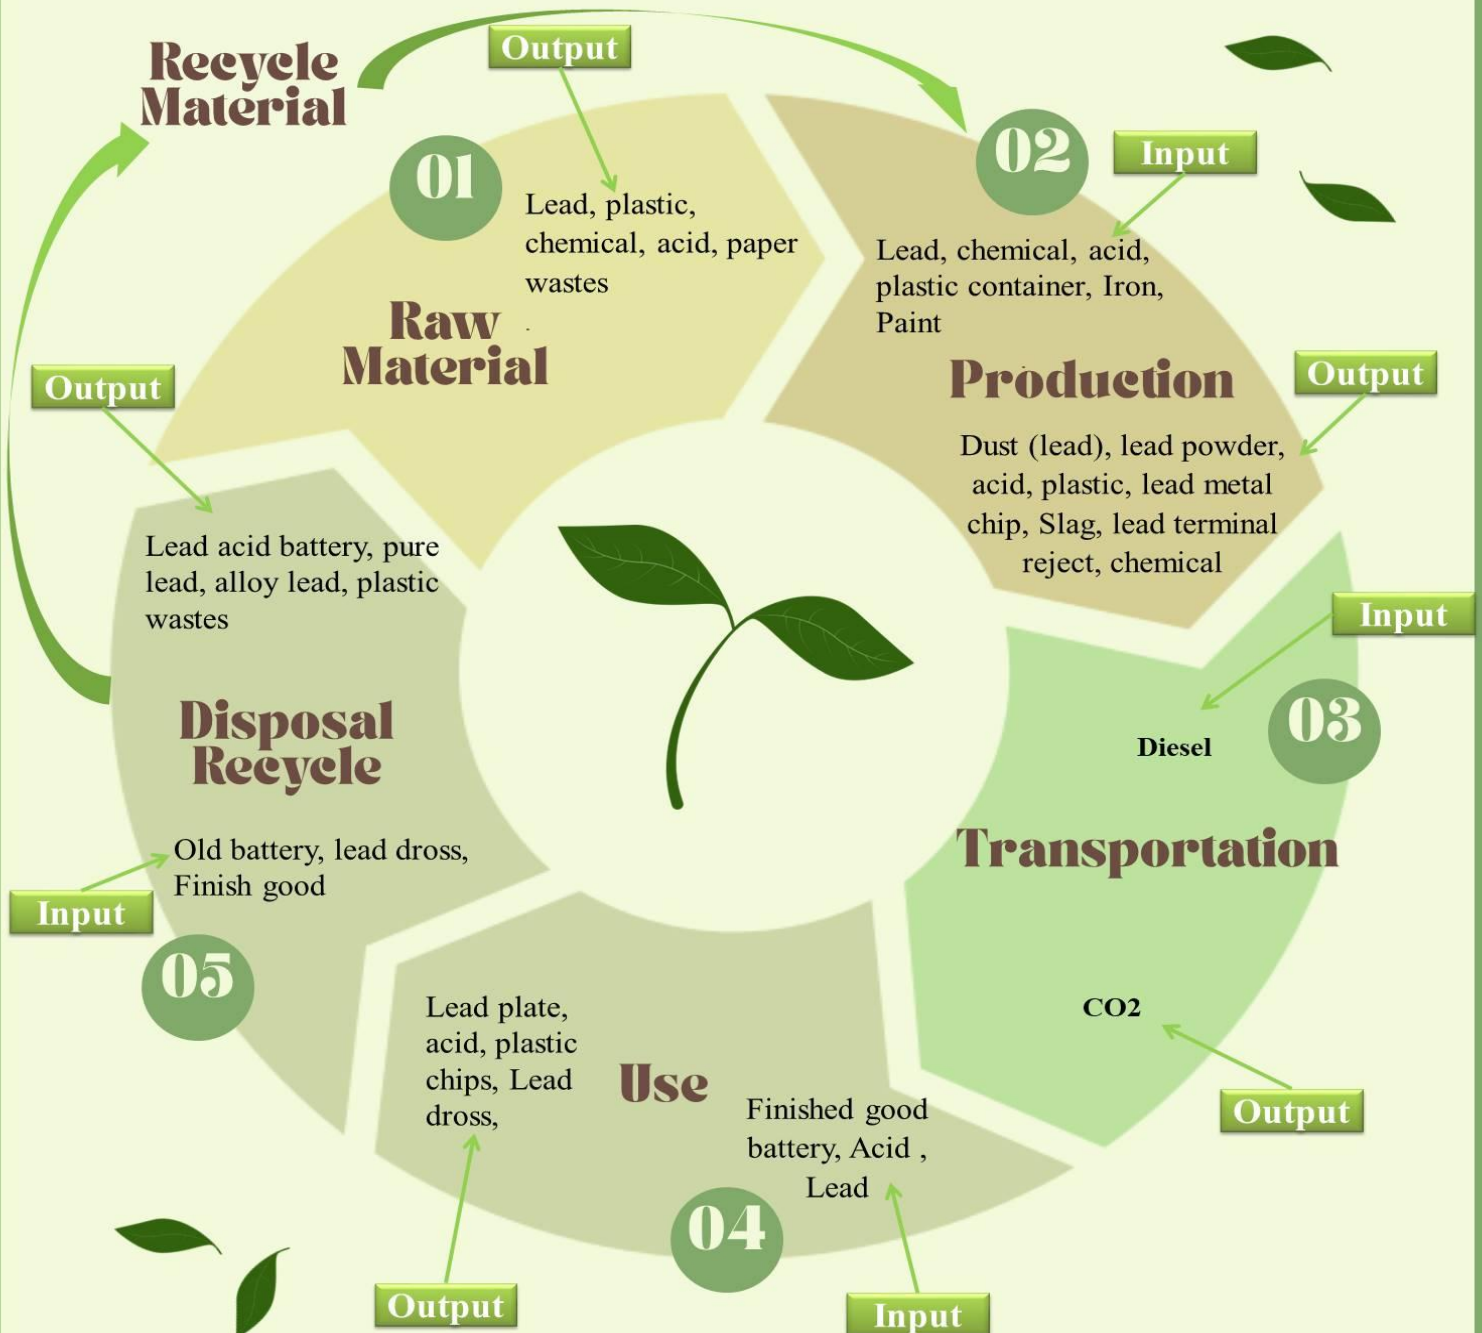 Recycle
Material
Output
01
Lead, plastic,
chemical, acid, paper
wastes
Raw
Material
02
Input
Lead, chemical, acid,
plastic container, Iron,
Paint
Production
Output
Dust (lead), lead powder,
acid, plastic, lead metal
chip, Slag, lead terminal
reject, chemical
Input
03
Diesel
Transportation
CO2
Output
Use
Finished good
battery, Acid ,
Lead
04
Input
Lead plate,
acid, plastic
chips, Lead
dross,
Output
Output
Lead acid battery, pure
lead, alloy lead, plastic
wastes
Disposal
Recycle
Old battery, lead dross,
Finish good
Input
05